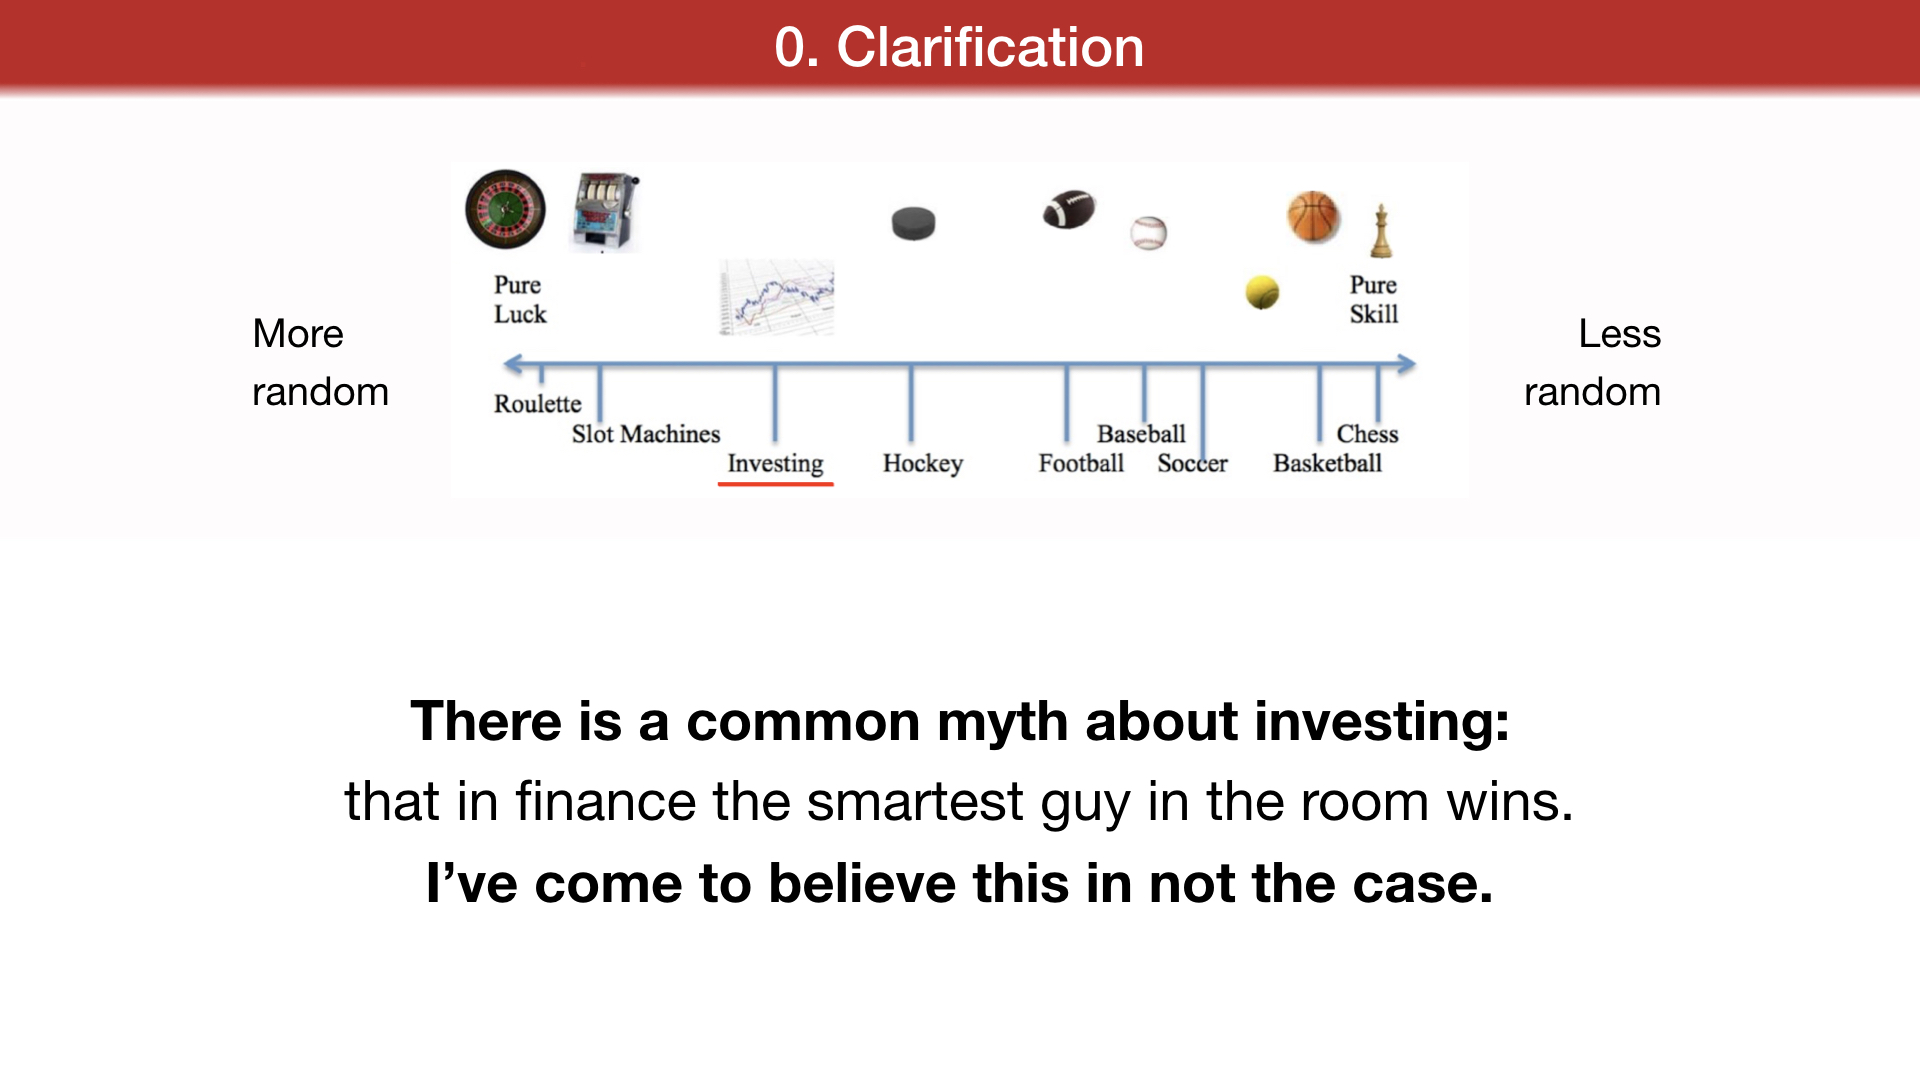 0. Clarification
Pure
Luck
Pure
Skill
More
random
Less
random
Roulette
Slot Machines
Baseball
Chess
Investing
Hockey
Football
Soccer
Basketball
There is a common myth about investing:
that in finance the smartest guy in the room wins.
I’ve come to believe this in not the case.